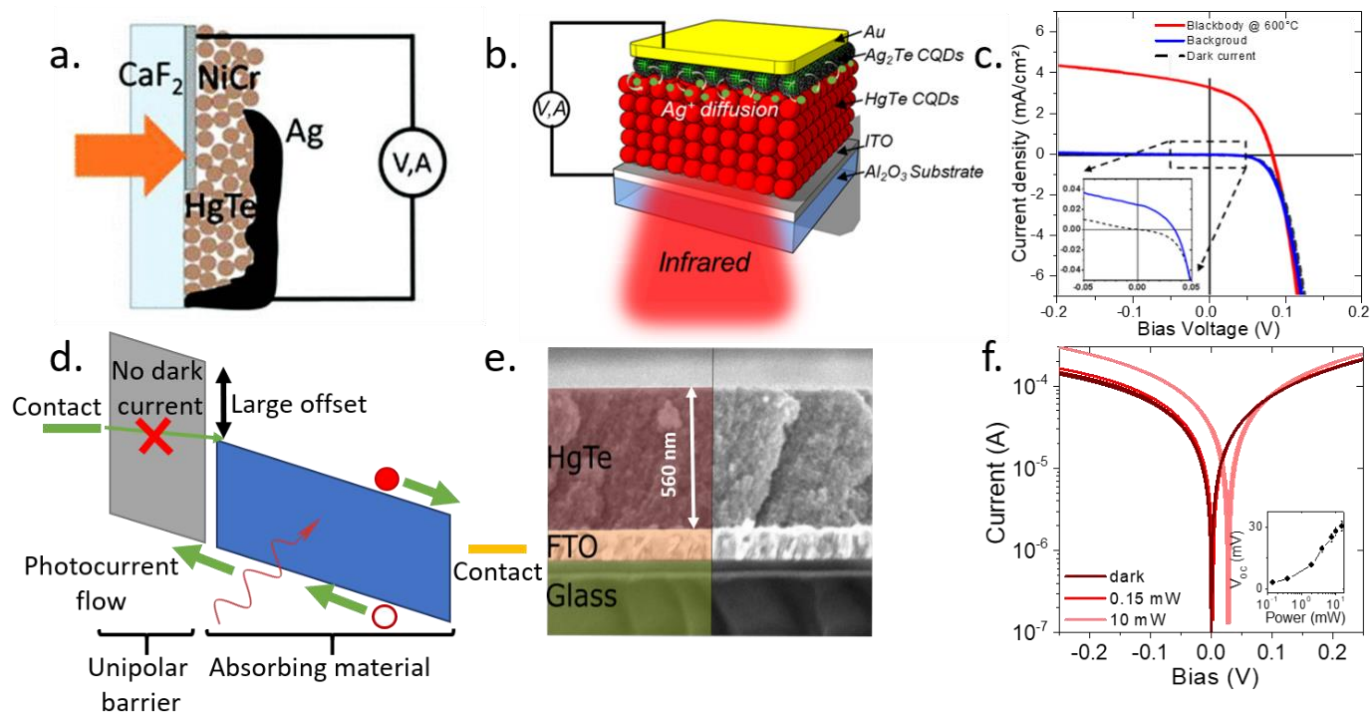 a.
CaF2
NiCr
Ag
HgTe
V,A
b.
Au
Ag2Te CQDs
Ag+ diffusion
HgTe CQDs
ITO
Al2O3 Substrate
V,A
Infrared
c.
Blackbody @ 600°C
Backgroud
Dark current
Current density (mA/cm²)
6
4
2
0
-2
-4
-6
0.04
0.02
0.00
-0.02
-0.04
-0.05
0.00
0.05
-0.2
-0.1
0.0
0.1
0.2
Bias Voltage (V)
d.
No dark
current
Contact
Large offset
Photocurrent
flow
Contact
Unipolar
barrier
Absorbing material
e.
HgTe
560 nm
FTO
Glass
f.
Current (A)
10-4
10-5
10-6
10-7
dark
0.15 mW
10 mW
Voc (mV)
30
0
10-1
100
101
Power (mW)
-0.2
-0.1
0.0
0.1
0.2
Bias (V)